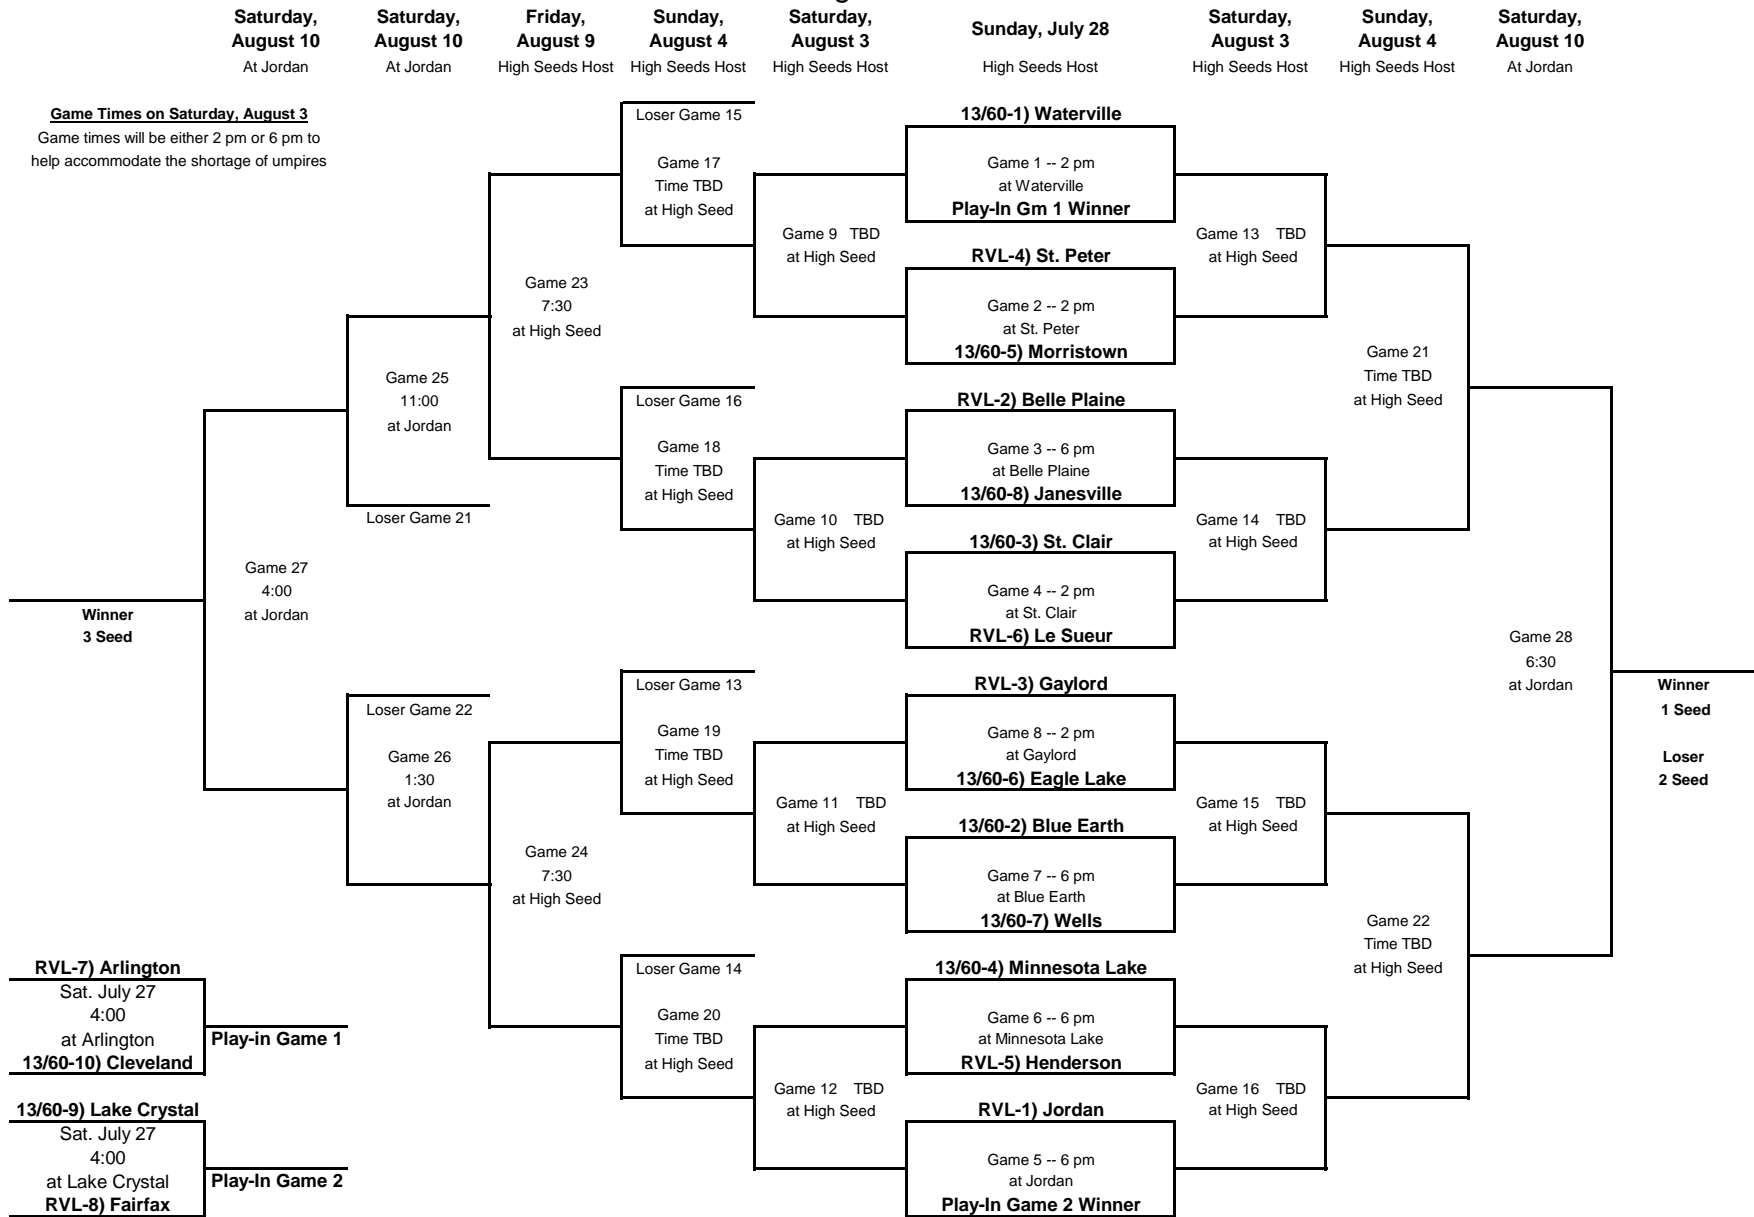 Saturday, August 10
At Jordan
Saturday, August 10
At Jordan
Friday, August 9
High Seeds Host
Sunday, August 4
High Seeds Host
Saturday, August 3
High Seeds Host
Sunday, July 28
High Seeds Host
Saturday, August 3
High Seeds Host
Sunday, August 4
High Seeds Host
Saturday, August 10
At Jordan
Game Times on Saturday, August 3
Game times will be either 2 pm or 6 pm to
help accommodate the shortage of umpires
Winner
3 Seed
Game 27
4:00
at Jordan
Game 25
11:00
at Jordan
Loser Game 21
Loser Game 22
Game 26
1:30
at Jordan
Game 23
7:30
at High Seed
Game 24
7:30
at High Seed
Loser Game 15
Game 17
Time TBD
at High Seed
Loser Game 16
Game 18
Time TBD
at High Seed
Loser Game 13
Game 19
Time TBD
at High Seed
Loser Game 14
Game 20
Time TBD
at High Seed
Game 9 TBD
at High Seed
Game 10 TBD
at High Seed
Game 11 TBD
at High Seed
Game 12 TBD
at High Seed
13/60-1) Waterville
Game 1 -- 2 pm
at Waterville
Play-In Gm 1 Winner
RVL-4) St. Peter
Game 2 -- 2 pm
at St. Peter
13/60-5) Morristown
RVL-2) Belle Plaine
Game 3 -- 6 pm
at Belle Plaine
13/60-8) Janesville
13/60-3) St. Clair
Game 4 -- 2 pm
at St. Clair
RVL-6) Le Sueur
RVL-3) Gaylord
Game 8 -- 2 pm
at Gaylord
13/60-6) Eagle Lake
13/60-2) Blue Earth
Game 7 -- 6 pm
at Blue Earth
13/60-7) Wells
13/60-4) Minnesota Lake
Game 6 -- 6 pm
at Minnesota Lake
RVL-5) Henderson
RVL-1) Jordan
Game 5 -- 6 pm
at Jordan
Play-In Game 2 Winner
Game 13 TBD
at High Seed
Game 14 TBD
at High Seed
Game 15 TBD
at High Seed
Game 16 TBD
at High Seed
Game 21
Time TBD
at High Seed
Game 22
Time TBD
at High Seed
Game 28
6:30
at Jordan
Winner
1 Seed
Loser
2 Seed
RVL-7) Arlington
Sat. July 27
4:00
at Arlington
13/60-10) Cleveland
Play-in Game 1
13/60-9) Lake Crystal
Sat. July 27
4:00
at Lake Crystal
RVL-8) Fairfax
Play-In Game 2